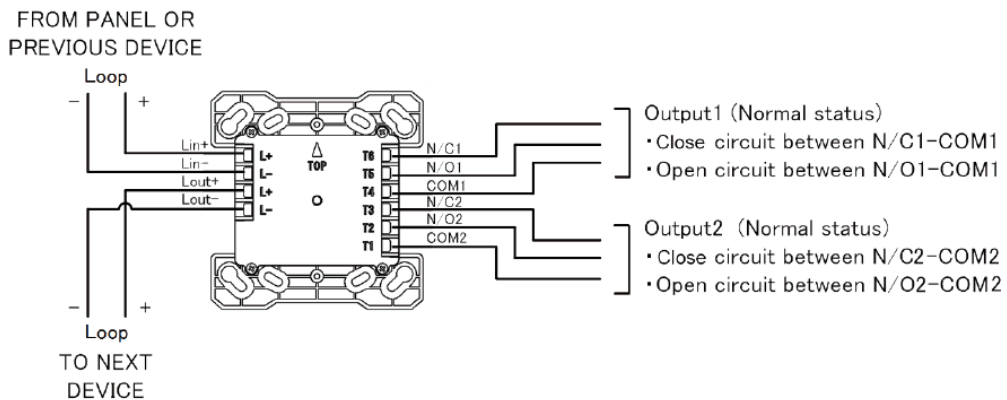 FROM PANEL OR
PREVIOUS DEVICE
Loop
- +
Lin+
Lin-
Lout+
Lout-
L+
L-
L+
L-
TOP
T6
T5
T4
T3
T2
T1
N/C1
N/O1
COM1
N/C2
N/O2
COM2
Output1 (Normal status)
・Close circuit between N/C1-COM1
・Open circuit between N/O1-COM1
Output2 (Normal status)
・Close circuit between N/C2-COM2
・Open circuit between N/O2-COM2
- +
Loop
TO NEXT
DEVICE